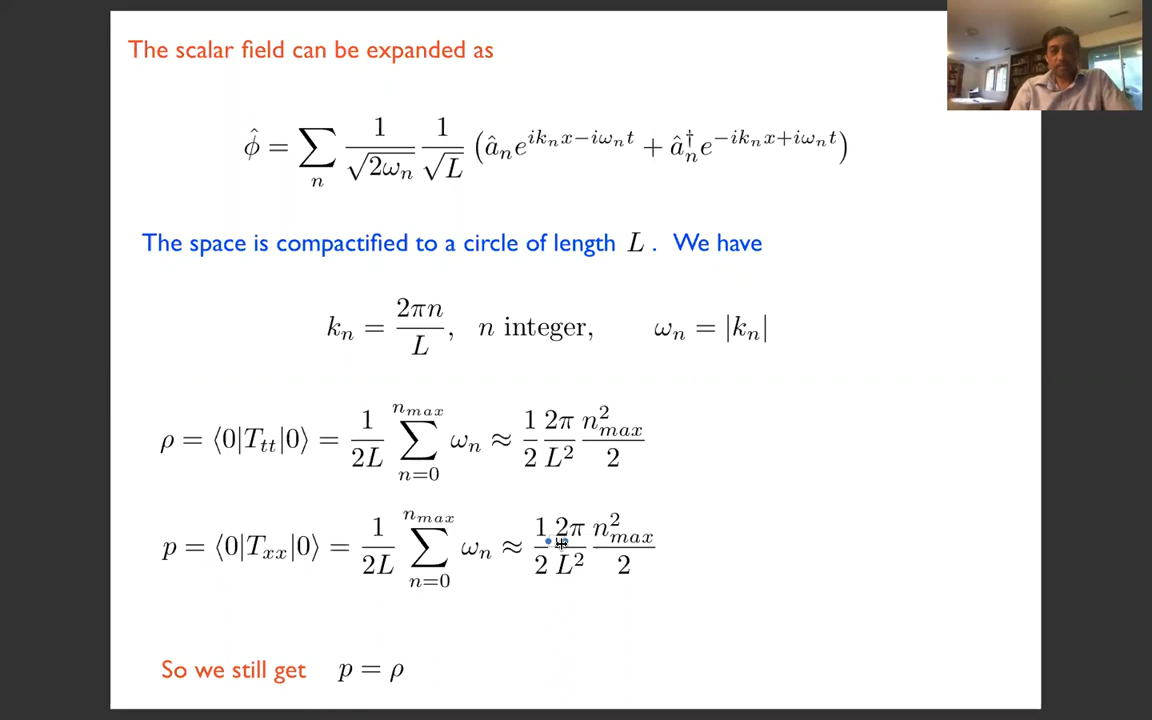 The scalar field can be expanded as
$\hat{\phi} = \sum_{n} \frac{1}{\sqrt{2\omega_n}} \frac{1}{\sqrt{L}} \left( \hat{a}_n e^{ik_n x - i\omega_n t} + \hat{a}_n^{\dagger} e^{-ik_n x + i\omega_n t} \right)$
The space is compactified to a circle of length $L$ . We have
$k_n = \frac{2\pi n}{L}, \quad n \text{ integer}, \quad \omega_n = |k_n|$
$\rho = \langle 0|T_{tt}|0\rangle = \frac{1}{2L} \sum_{n=0}^{n_{max}} \omega_n \approx \frac{1}{2} \frac{2\pi}{L^2} \frac{n_{max}^2}{2}$
$p = \langle 0|T_{xx}|0\rangle = \frac{1}{2L} \sum_{n=0}^{n_{max}} \omega_n \approx \frac{1}{2} \frac{2\pi}{L^2} \frac{n_{max}^2}{2}$
So we still get $p = \rho$